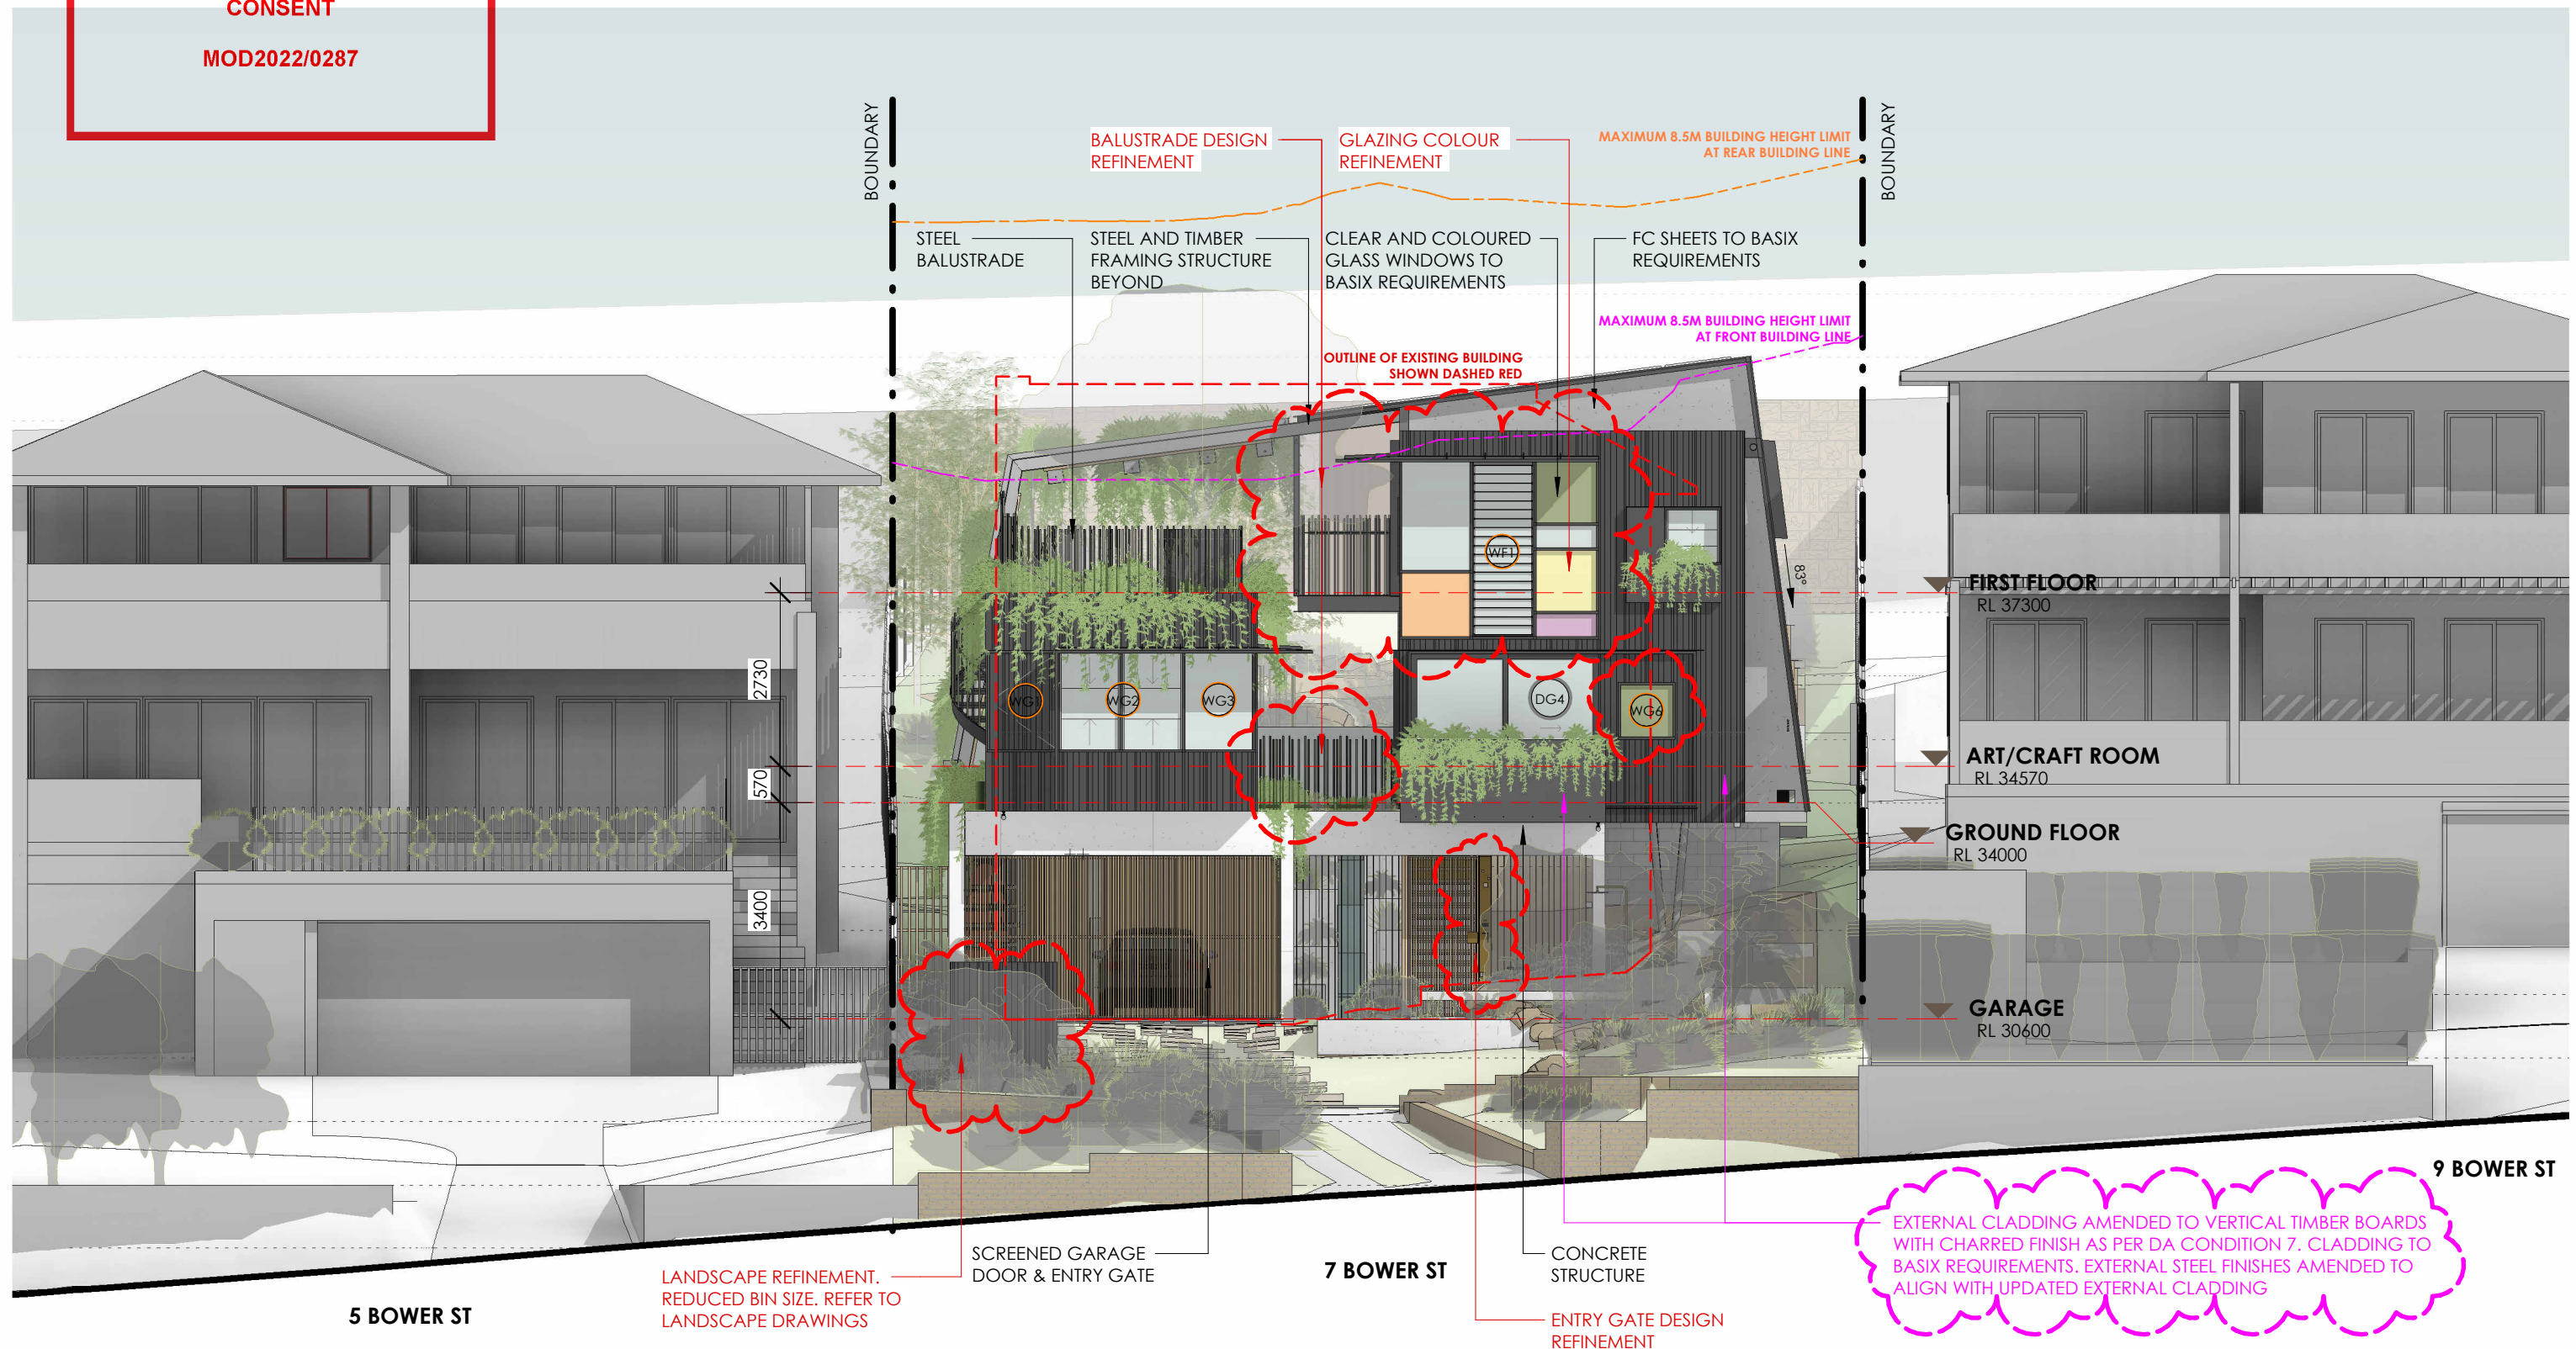 CONSENT
MOD2022/0287
BOUNDARY
BOUNDARY
BALUSTRADE DESIGN
REFINEMENT
GLAZING COLOUR
REFINEMENT
MAXIMUM 8.5M BUILDING HEIGHT LIMIT
AT REAR BUILDING LINE
STEEL
BALUSTRADE
STEEL AND TIMBER
FRAMING STRUCTURE
BEYOND
CLEAR AND COLOURED
GLASS WINDOWS TO
BASIX REQUIREMENTS
FC SHEETS TO BASIX
REQUIREMENTS
MAXIMUM 8.5M BUILDING HEIGHT LIMIT
AT FRONT BUILDING LINE
OUTLINE OF EXISTING BUILDING
SHOWN DASHED RED
WF1
83°
FIRST FLOOR
RL 37300
2730
WG1
WG2
WG3
DG4
WG6
ART/CRAFT ROOM
RL 34570
570
GROUND FLOOR
RL 34000
3400
GARAGE
RL 30600
9 BOWER ST
EXTERNAL CLADDING AMENDED TO VERTICAL TIMBER BOARDS
WITH CHARRED FINISH AS PER DA CONDITION 7. CLADDING TO
BASIX REQUIREMENTS. EXTERNAL STEEL FINISHES AMENDED TO
ALIGN WITH UPDATED EXTERNAL CLADDING
SCREENED GARAGE
DOOR & ENTRY GATE
7 BOWER ST
CONCRETE
STRUCTURE
LANDSCAPE REFINEMENT.
REDUCED BIN SIZE. REFER TO
LANDSCAPE DRAWINGS
5 BOWER ST
ENTRY GATE DESIGN
REFINEMENT